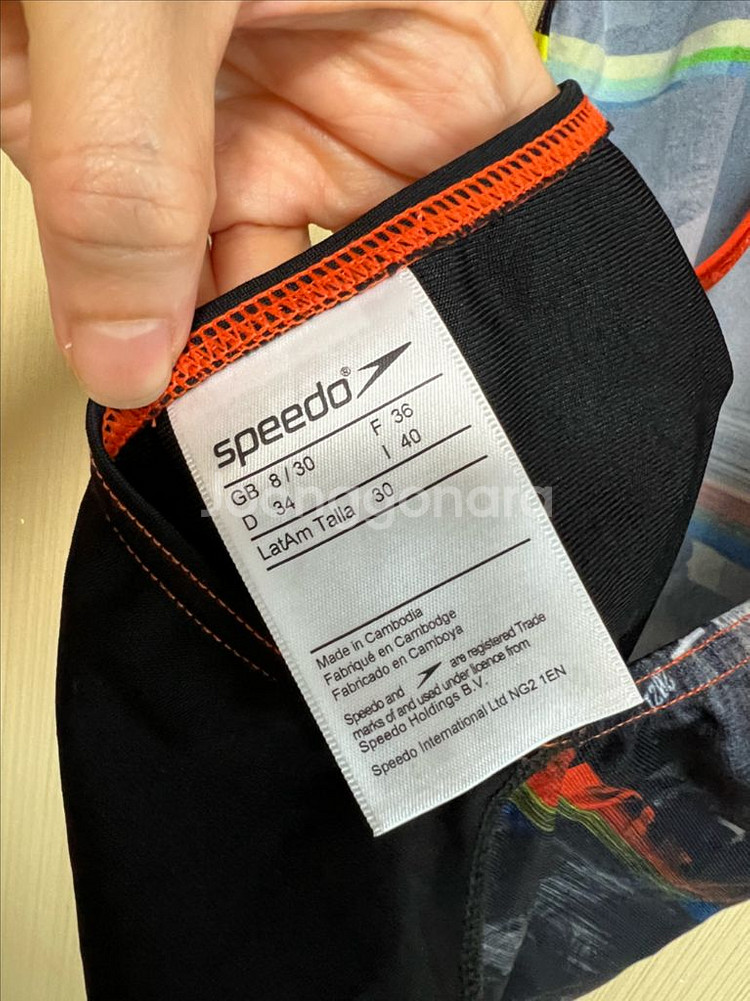 speedo®
GB 8 / 30 F 36
D 34 I 40
LatAm Talla 30
Made in Cambodia
Fabriqué en Cambodge
Fabricado en Camboya
Speedo and are registered Trade
marks of and used under licence from
Speedo Holdings B.V.
Speedo International Ltd NG2 1EN
Joonggonara